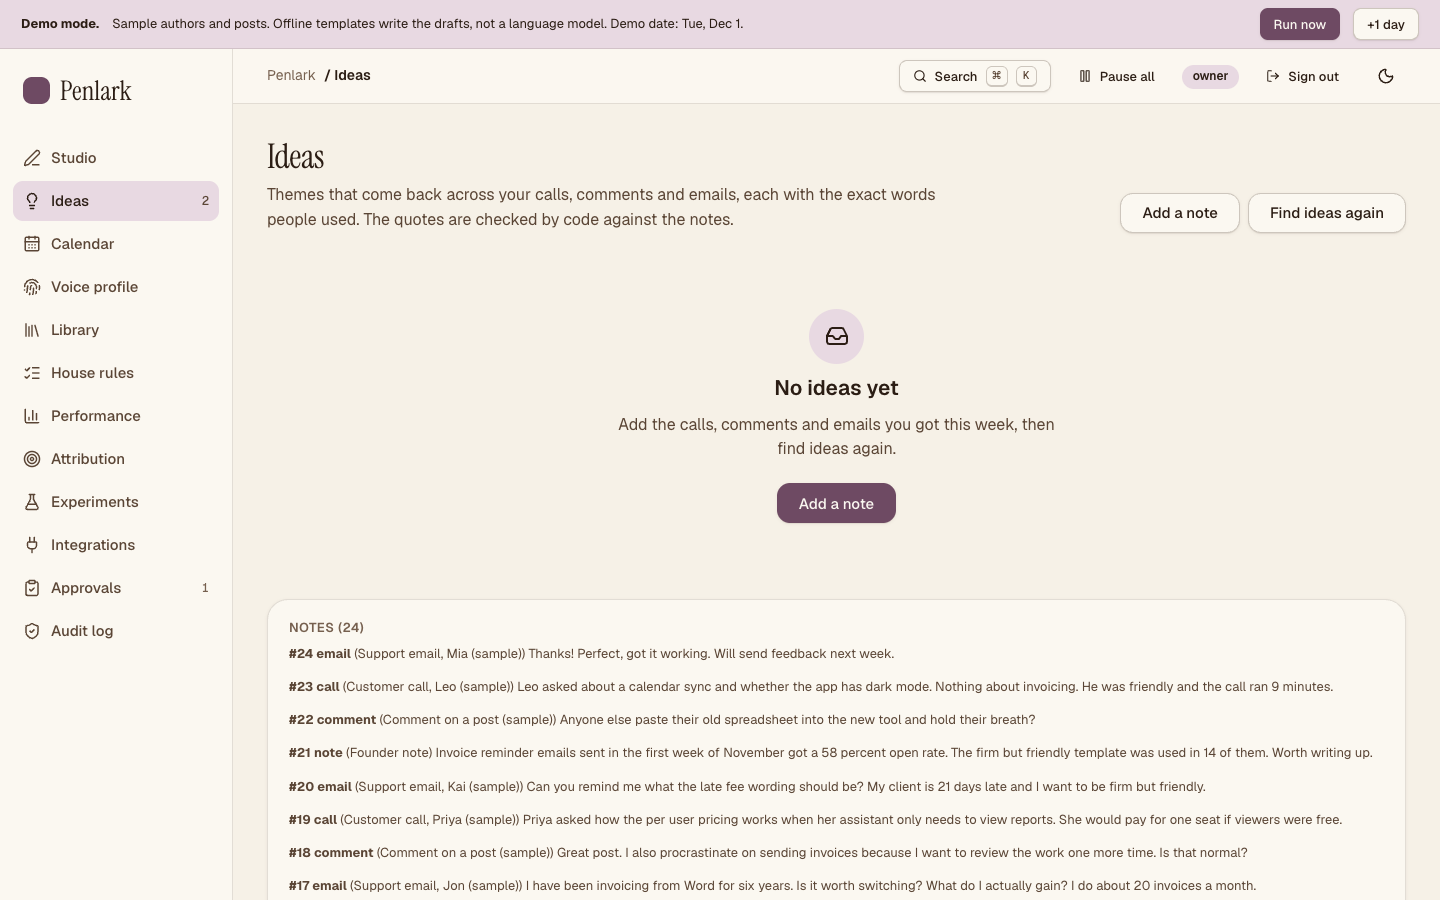 Demo mode. Sample authors and posts. Offline templates write the drafts, not a language model. Demo date: Tue, Dec 1.
Run now
+1 day
Penlark
Penlark / Ideas
Search ⌘ K
Pause all
owner
Sign out
Studio
Ideas 2
Calendar
Voice profile
Library
House rules
Performance
Attribution
Experiments
Integrations
Approvals 1
Audit log
Ideas
Themes that come back across your calls, comments and emails, each with the exact words
people used. The quotes are checked by code against the notes.
Add a note
Find ideas again
No ideas yet
Add the calls, comments and emails you got this week, then
find ideas again.
Add a note
NOTES (24)
#24 email (Support email, Mia (sample)) Thanks! Perfect, got it working. Will send feedback next week.
#23 call (Customer call, Leo (sample)) Leo asked about a calendar sync and whether the app has dark mode. Nothing about invoicing. He was friendly and the call ran 9 minutes.
#22 comment (Comment on a post (sample)) Anyone else paste their old spreadsheet into the new tool and hold their breath?
#21 note (Founder note) Invoice reminder emails sent in the first week of November got a 58 percent open rate. The firm but friendly template was used in 14 of them. Worth writing up.
#20 email (Support email, Kai (sample)) Can you remind me what the late fee wording should be? My client is 21 days late and I want to be firm but friendly.
#19 call (Customer call, Priya (sample)) Priya asked how the per user pricing works when her assistant only needs to view reports. She would pay for one seat if viewers were free.
#18 comment (Comment on a post (sample)) Great post. I also procrastinate on sending invoices because I want to review the work one more time. Is that normal?
#17 email (Support email, Jon (sample)) I have been invoicing from Word for six years. Is it worth switching? What do I actually gain? I do about 20 invoices a month.